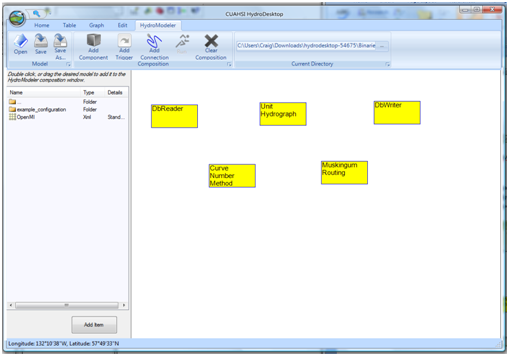 CUAHSI HydroDesktop
Home Table Graph Edit HydroModeler
Open Save Save As... Add Component Add Trigger Add Connection Clear Composition
C:\Users\Craig\Downloads\hydrodesktop-54675\Binarie ...
Model Composition Current Directory
Double click, or drag the desired model to add it to the
HydroModeler composition window.
Name Type Details
.. Folder
example_configuration Folder
OpenMI Xml Stand...
DbReader
Unit
Hydrograph
DbWriter
Curve
Number
Method
Muskingum
Routing
Add Item
Longitude: 132°10'38"W, Latitude: 57°49'33"N